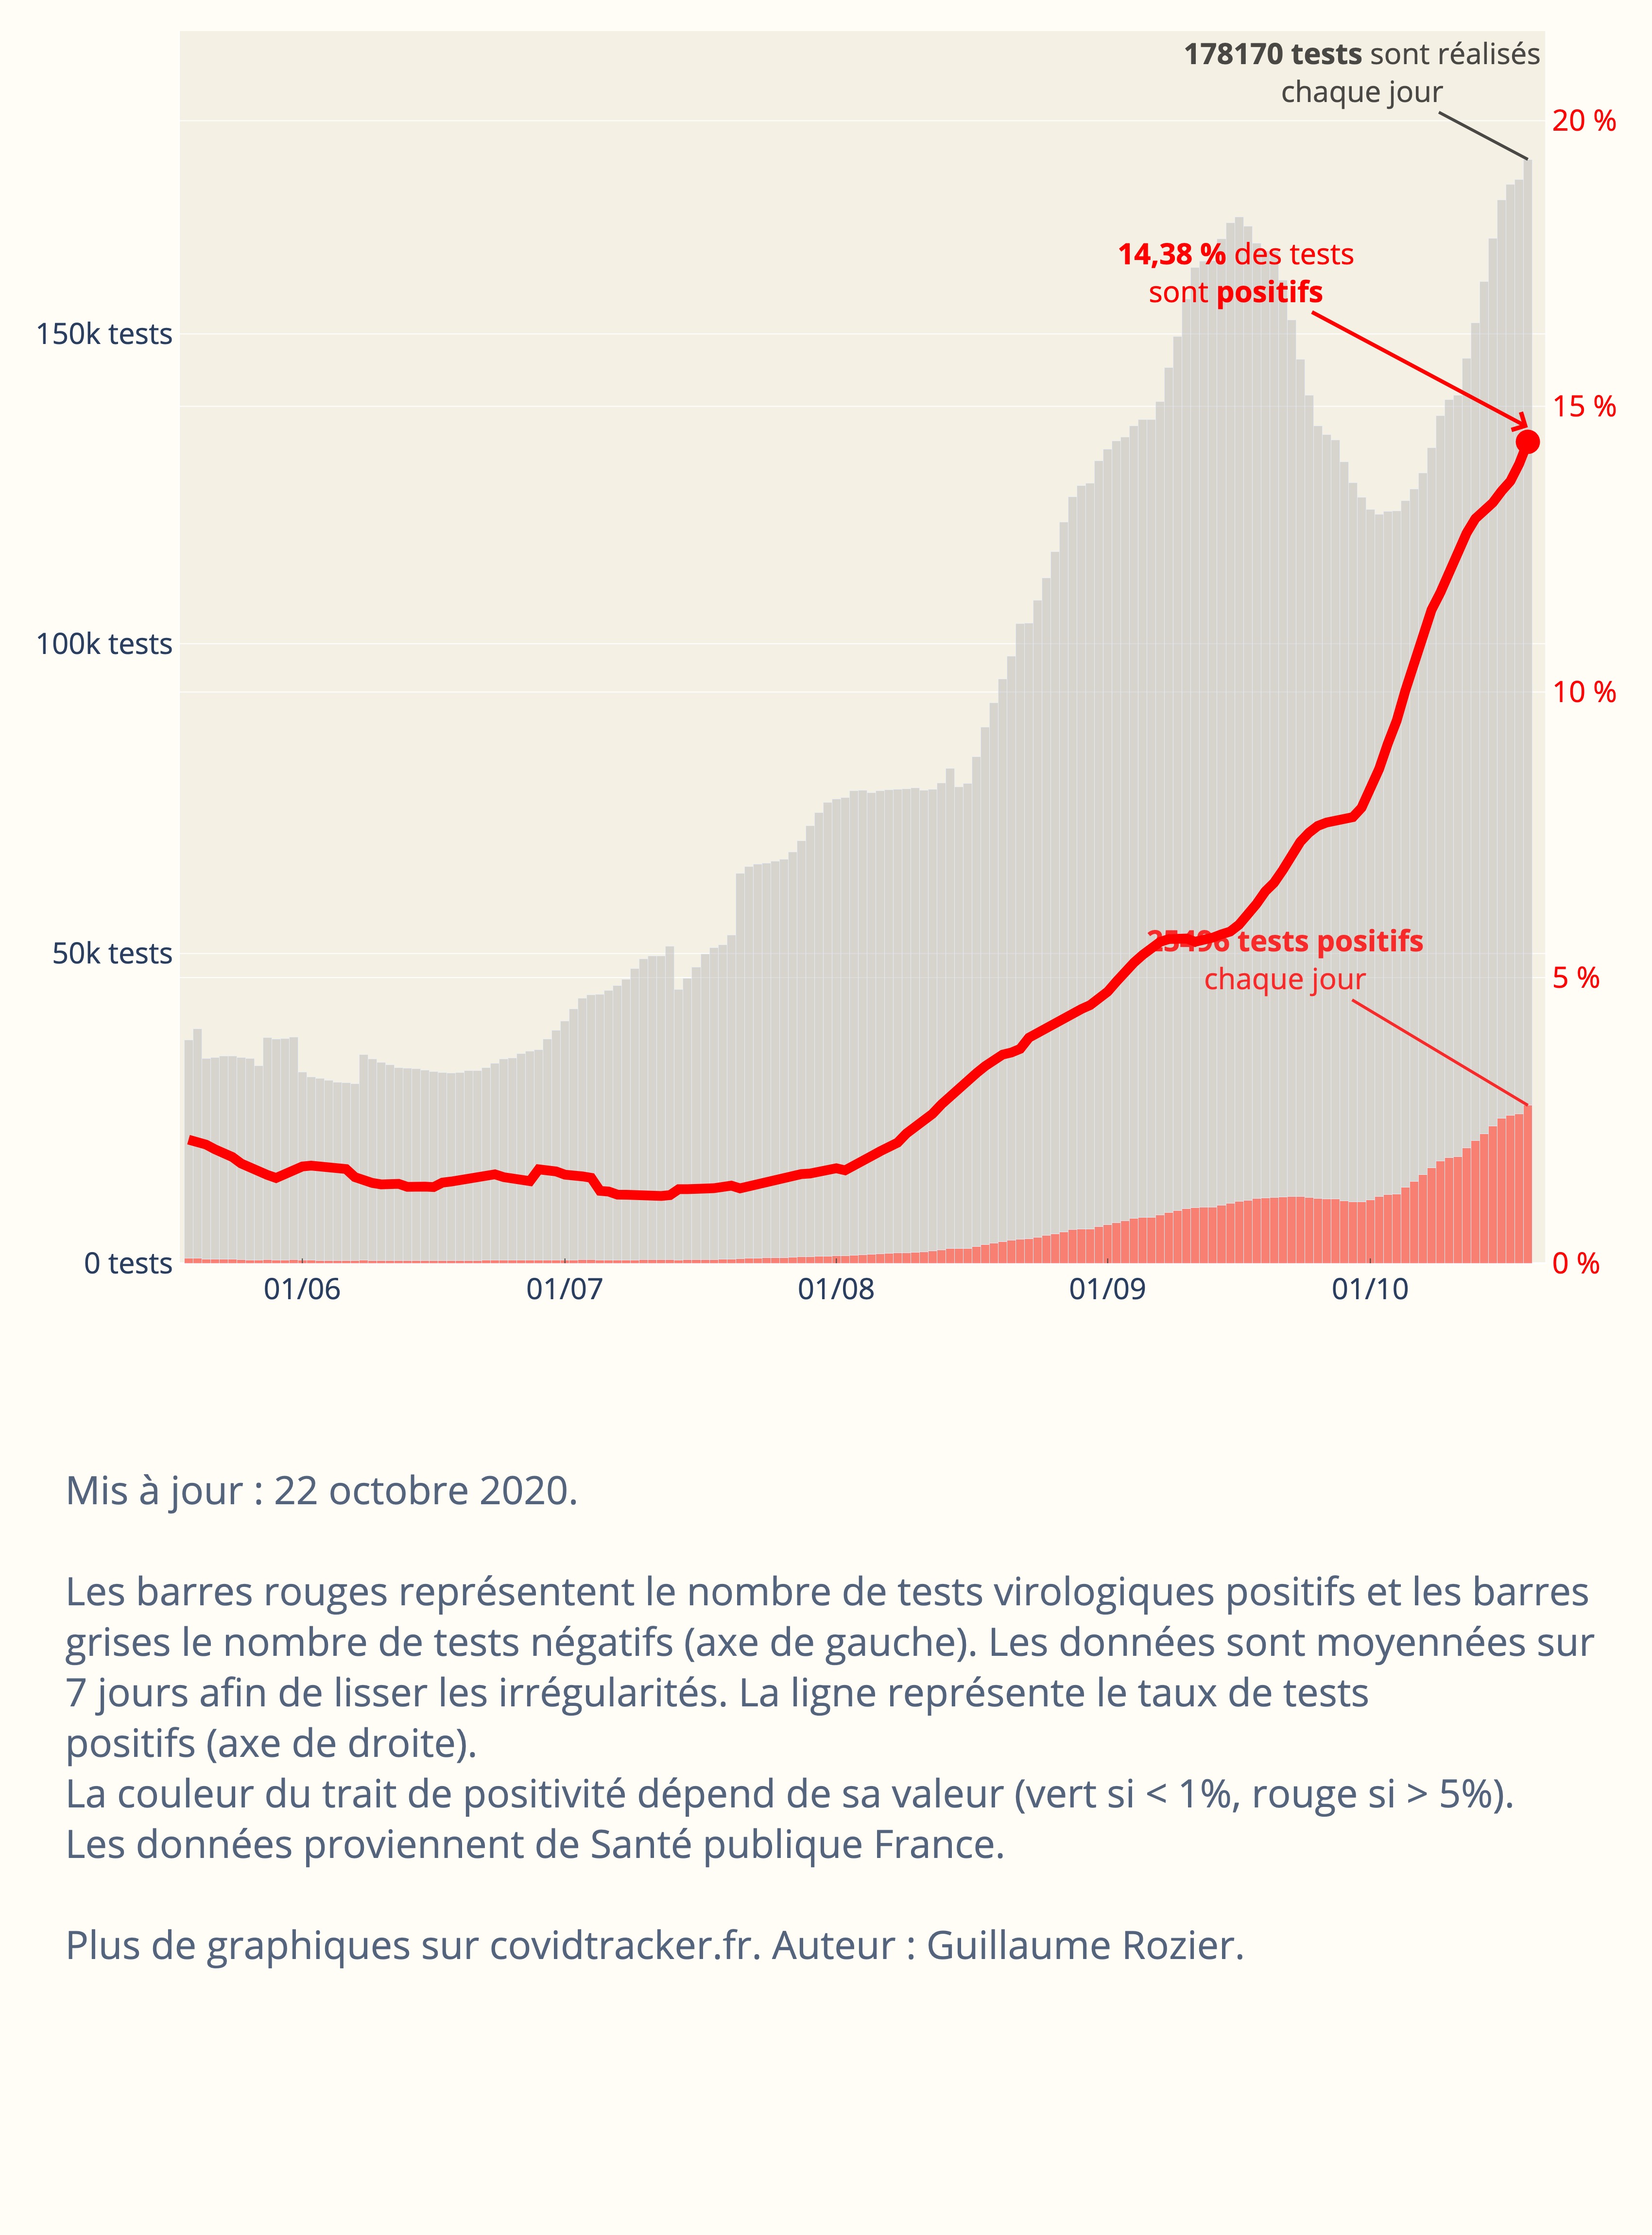 178170 tests sont réalisés
chaque jour
20 %
14,38 % des tests
sont positifs
150k tests
15 %
100k tests
10 %
25496 tests positifs
chaque jour
50k tests
5 %
0 tests
0 %
01/06
01/07
01/08
01/09
01/10
Mis à jour : 22 octobre 2020.
Les barres rouges représentent le nombre de tests virologiques positifs et les barres
grises le nombre de tests négatifs (axe de gauche). Les données sont moyennées sur
7 jours afin de lisser les irrégularités. La ligne représente le taux de tests
positifs (axe de droite).
La couleur du trait de positivité dépend de sa valeur (vert si < 1%, rouge si > 5%).
Les données proviennent de Santé publique France.
Plus de graphiques sur covidtracker.fr. Auteur : Guillaume Rozier.